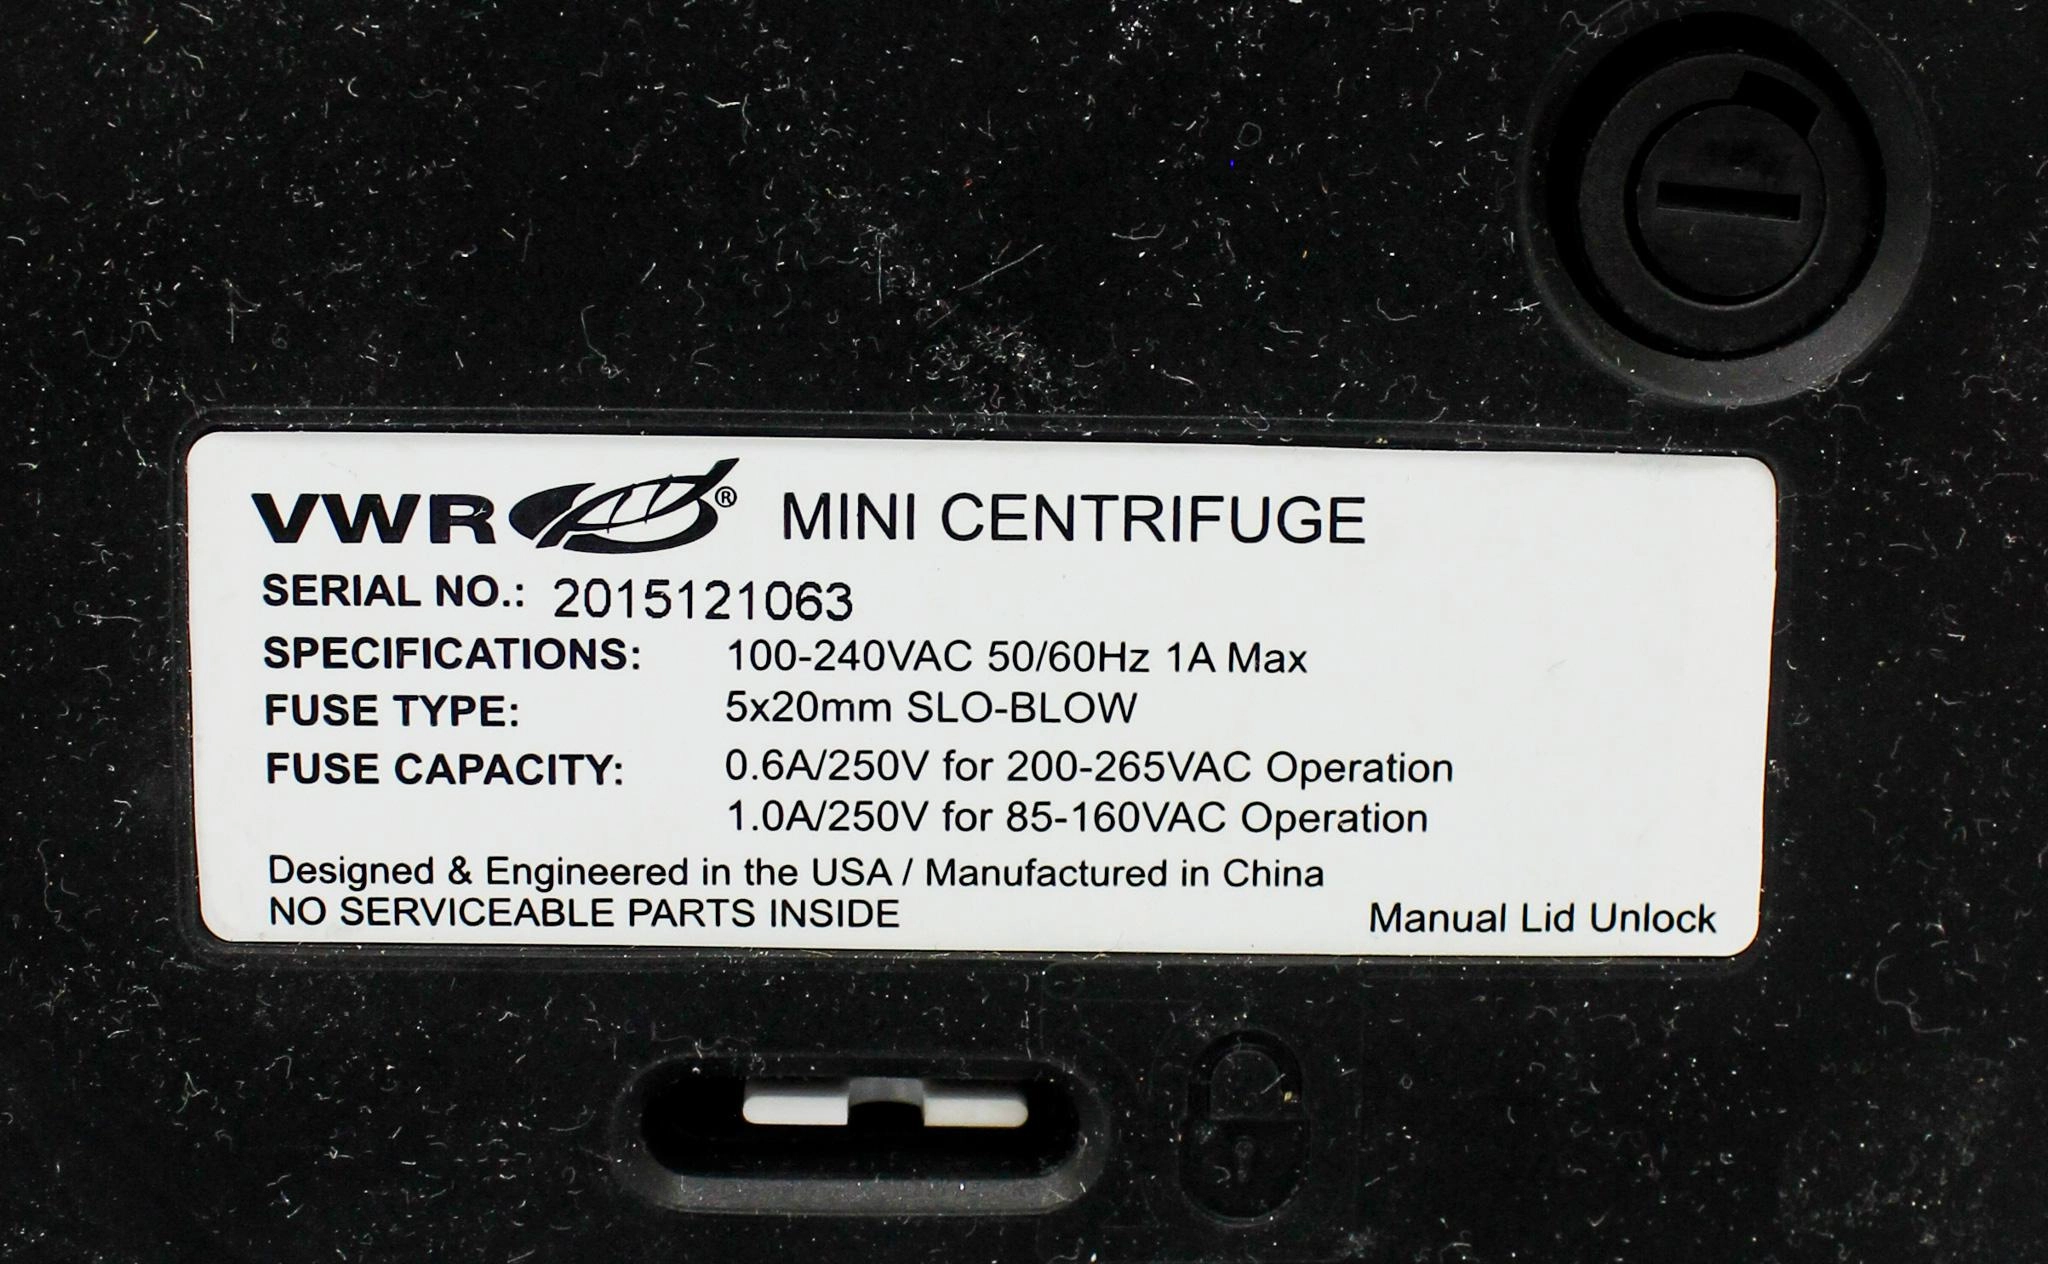 VWR® MINI CENTRIFUGE
SERIAL NO.: 2015121063
SPECIFICATIONS: 100-240VAC 50/60Hz 1A Max
FUSE TYPE: 5x20mm SLO-BLOW
FUSE CAPACITY: 0.6A/250V for 200-265VAC Operation
1.0A/250V for 85-160VAC Operation
Designed & Engineered in the USA / Manufactured in China
NO SERVICEABLE PARTS INSIDE Manual Lid Unlock